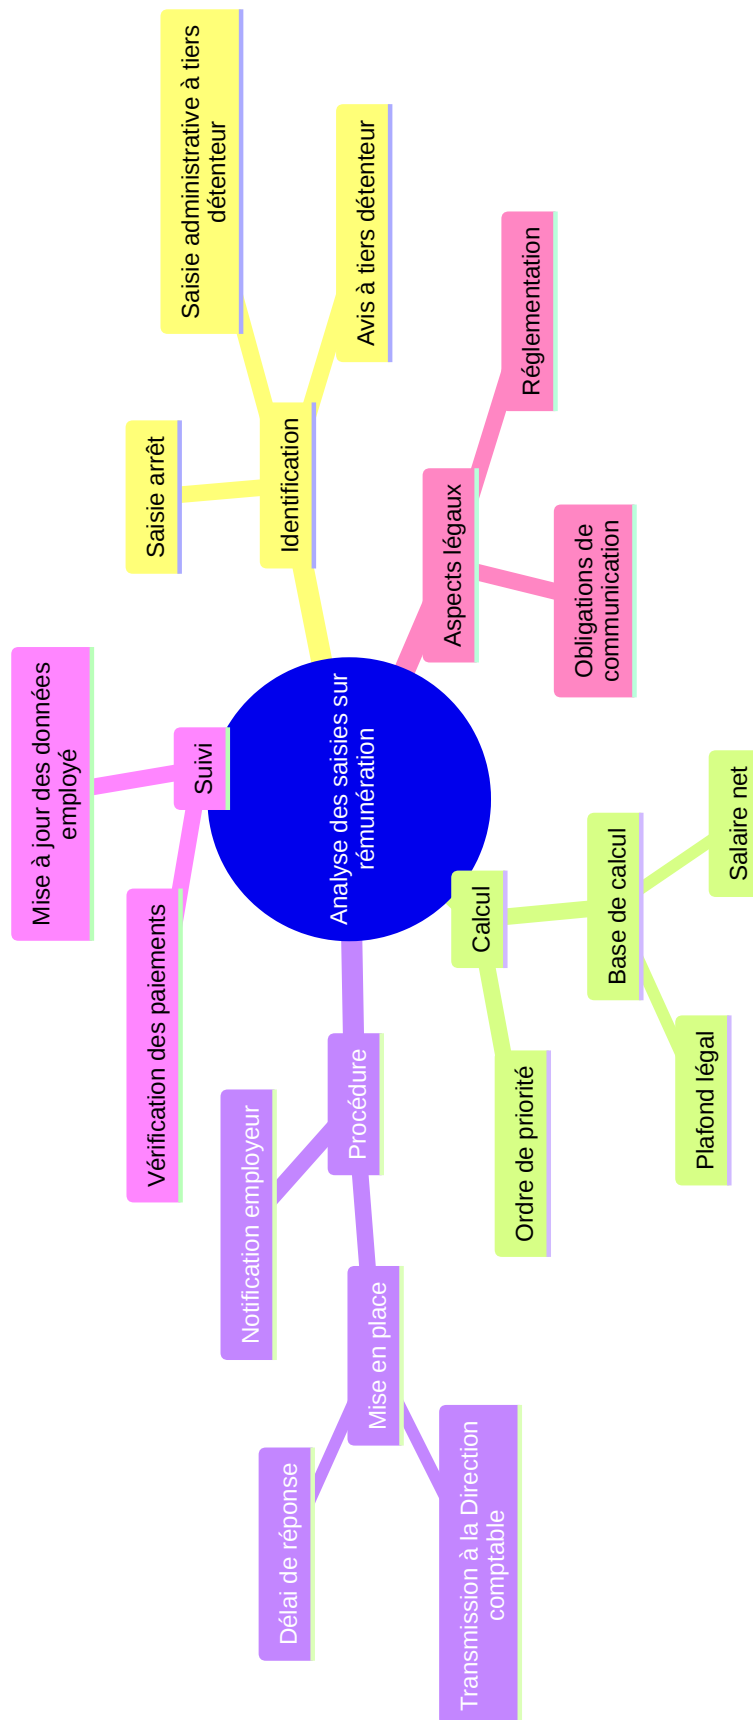 Analyse des saisies sur
rémunération
Identification
Saisie arrêt
Saisie administrative à tiers
détenteur
Avis à tiers détenteur
Aspects légaux
Réglementation
Obligations de
communication
Calcul
Base de calcul
Salaire net
Plafond légal
Ordre de priorité
Procédure
Notification employeur
Mise en place
Délai de réponse
Transmission à la Direction
comptable
Suivi
Mise à jour des données
employé
Vérification des paiements